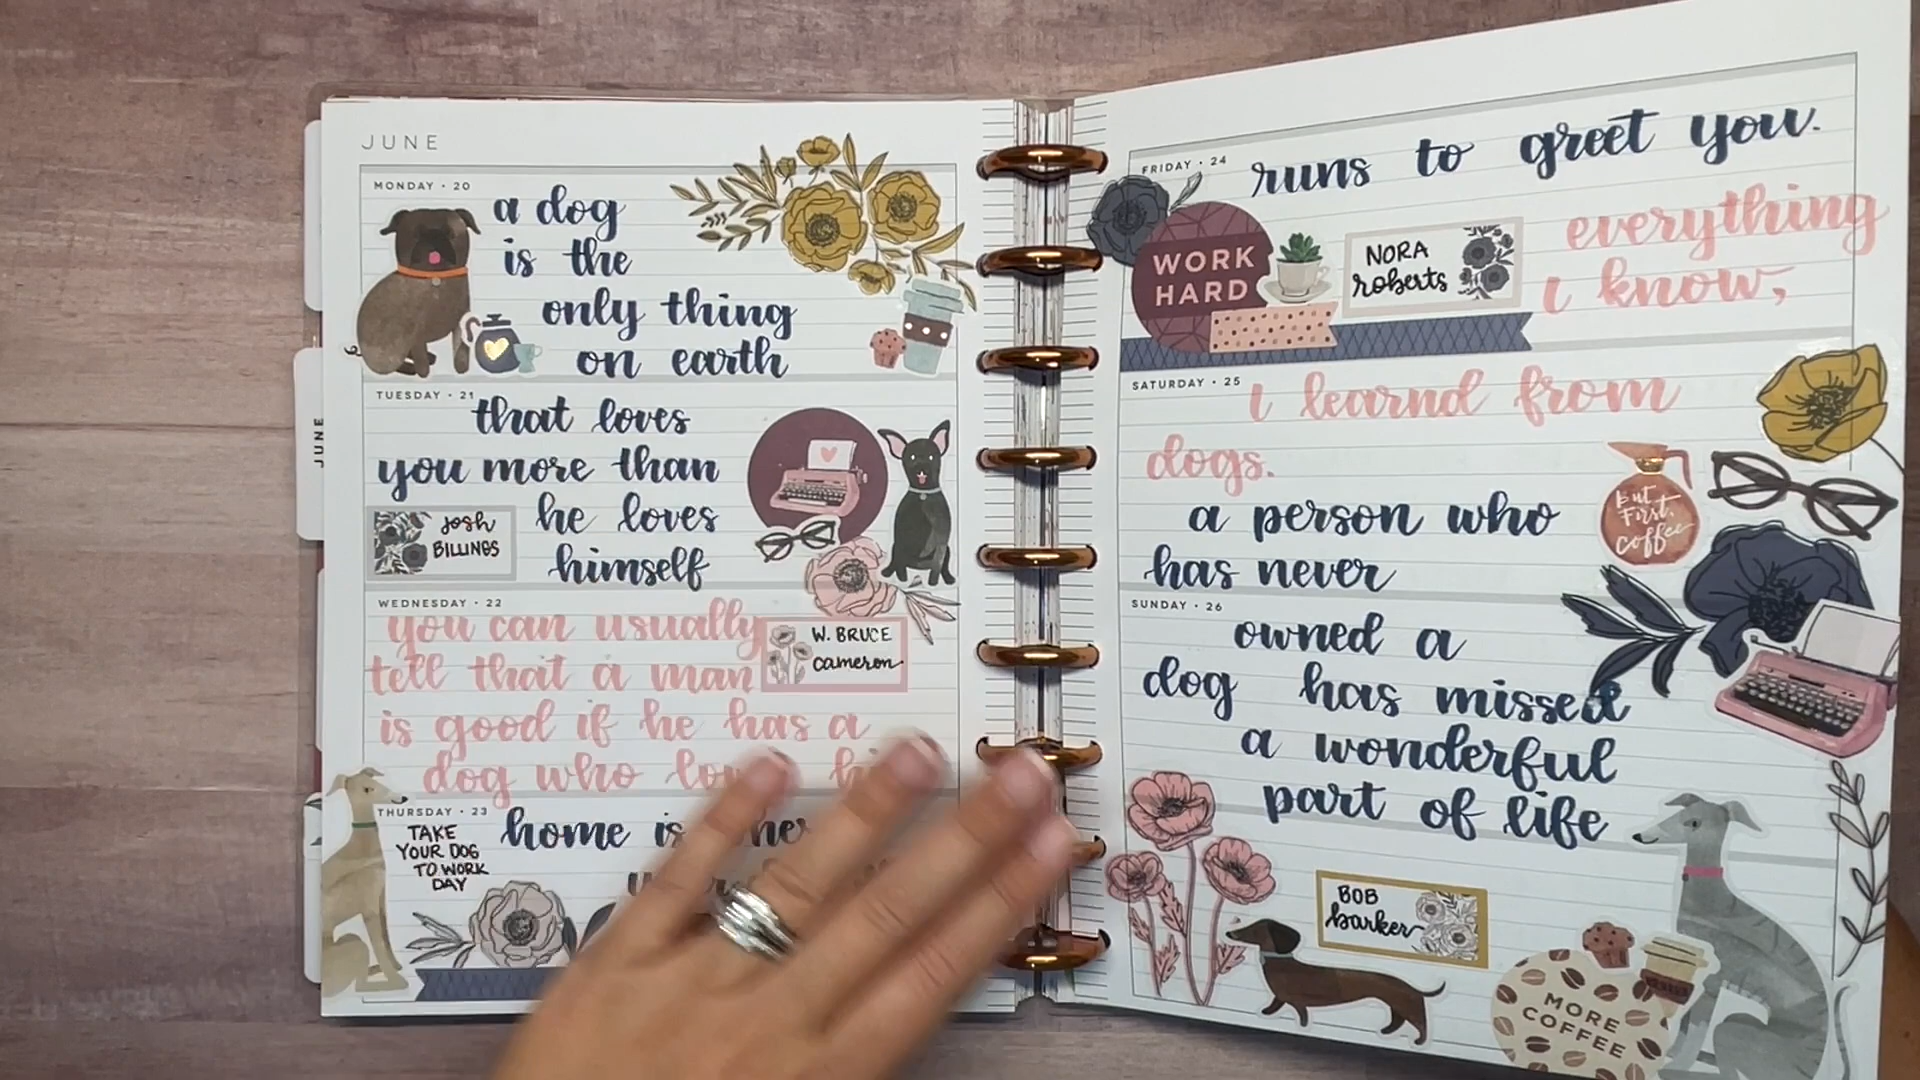 JUNE
MONDAY • 20
a dog
is the
only thing
on earth
TUESDAY • 21
that loves
you more than
he loves
himself
josh
BILLINGS
WEDNESDAY • 22
you can usually
tell that a man
is good if he has a
dog who
W. BRUCE
cameron
THURSDAY • 23
TAKE
YOUR DOG
TO WORK
DAY
home is
JUNE
FRIDAY • 24
runs to greet you.
WORK
HARD
NORA
roberts
everything
i know,
SATURDAY • 25
i learnd from
dogs.
a person who
has never
but
First,
coffee
SUNDAY • 26
owned a
dog has missed
a wonderful
part of life
BOB
barker
MORE
COFFEE